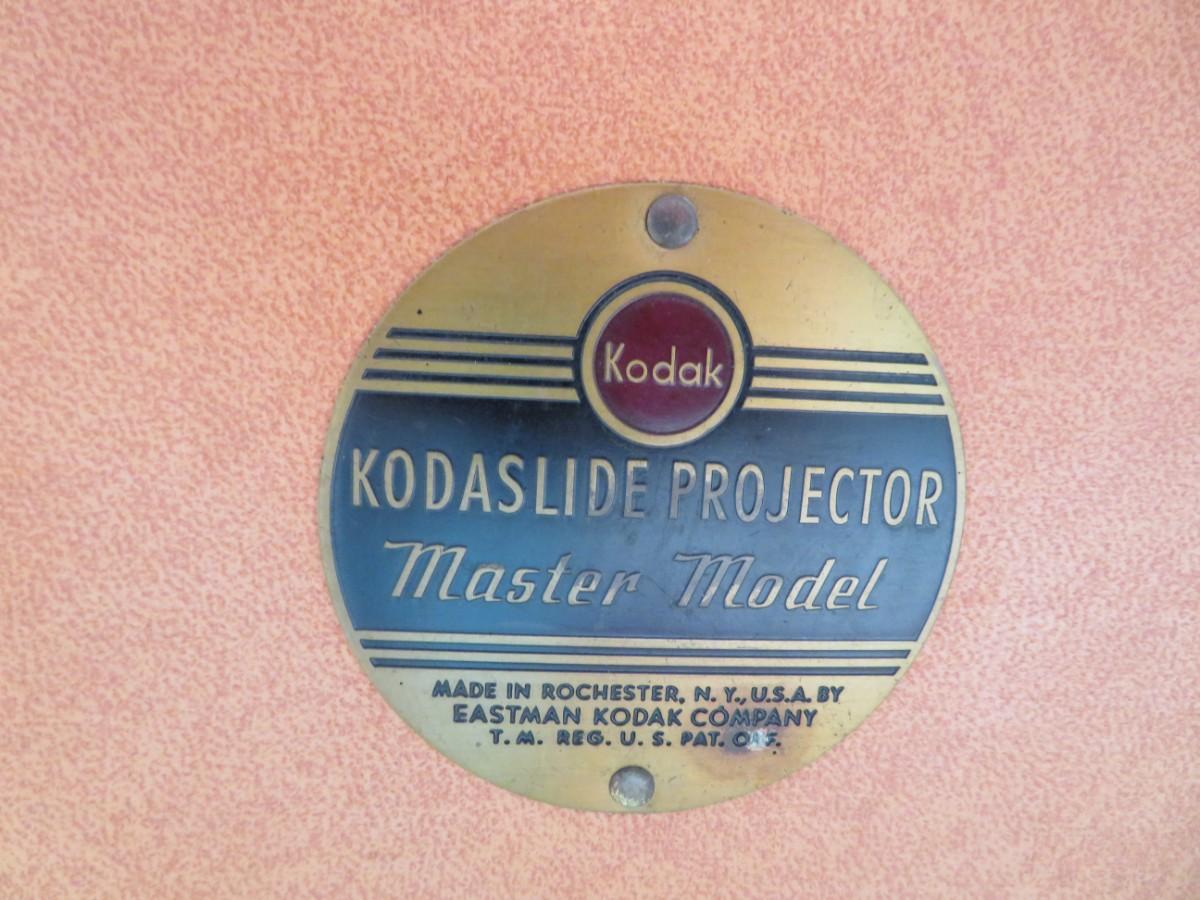 Kodak
KODASLIDE PROJECTOR
Master Model
MADE IN ROCHESTER, N. Y., U.S.A. BY
EASTMAN KODAK COMPANY
T. M. REG. U. S. PAT. OFF.